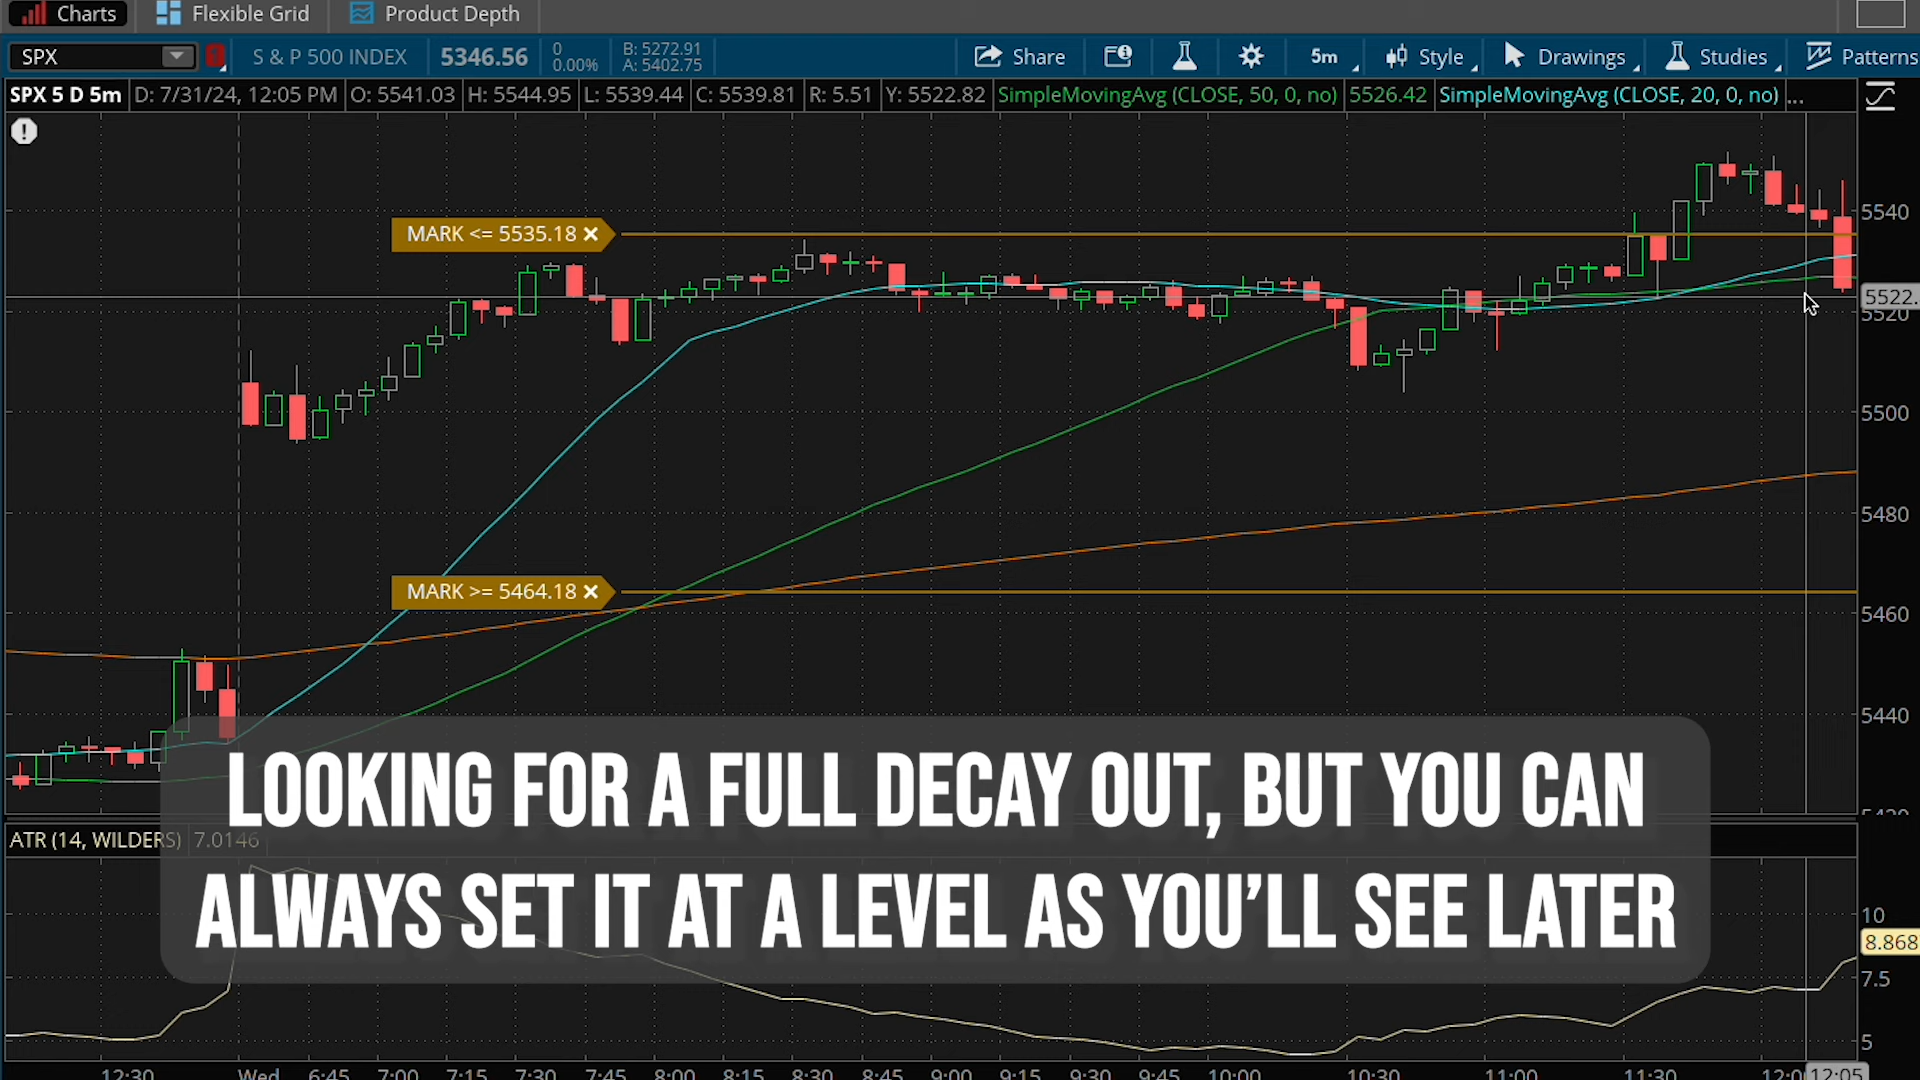 Charts Flexible Grid Product Depth
SPX S & P 500 INDEX 5346.56 0 0.00% B: 5272.91 A: 5402.75 Share 5m Style Drawings Studies Patterns
SPX 5 D 5m D: 7/31/24, 12:05 PM O: 5541.03 H: 5544.95 L: 5539.44 C: 5539.81 R: 5.51 Y: 5522.82 SimpleMovingAvg (CLOSE, 50, 0, no) 5526.42 SimpleMovingAvg (CLOSE, 20, 0, no) ...
5540
MARK <= 5535.18
5522.
5520
5500
5480
MARK >= 5464.18
5460
5440
LOOKING FOR A FULL DECAY OUT, BUT YOU CAN
ALWAYS SET IT AT A LEVEL AS YOU'LL SEE LATER
ATR (14, WILDERS) 7.0146
10
8.868
7.5
5
12:30 Wed 6:45 7:00 7:15 7:30 7:45 8:00 8:15 8:30 8:45 9:00 9:15 9:30 9:45 10:00 10:30 11:00 11:30 12:05